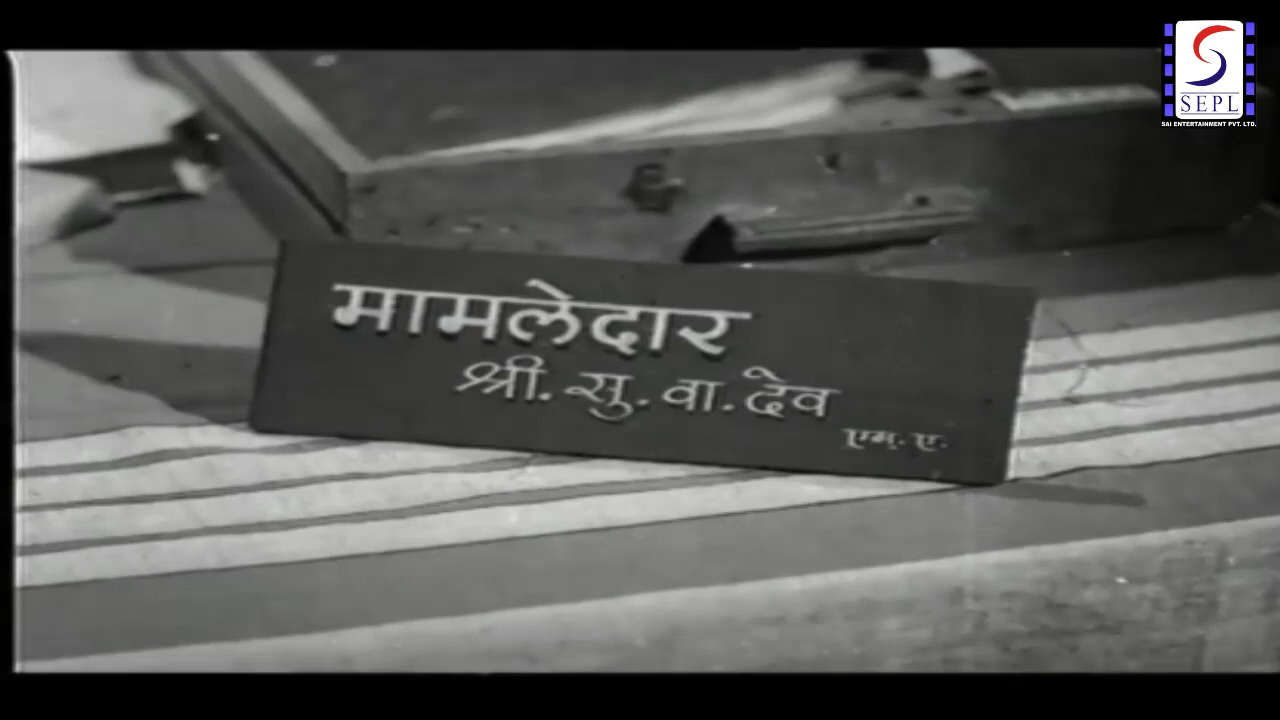 मामलेदार
श्री. सु. वा. देव
एम. ए.
SEPL
SAI ENTERTAINMENT PVT. LTD.